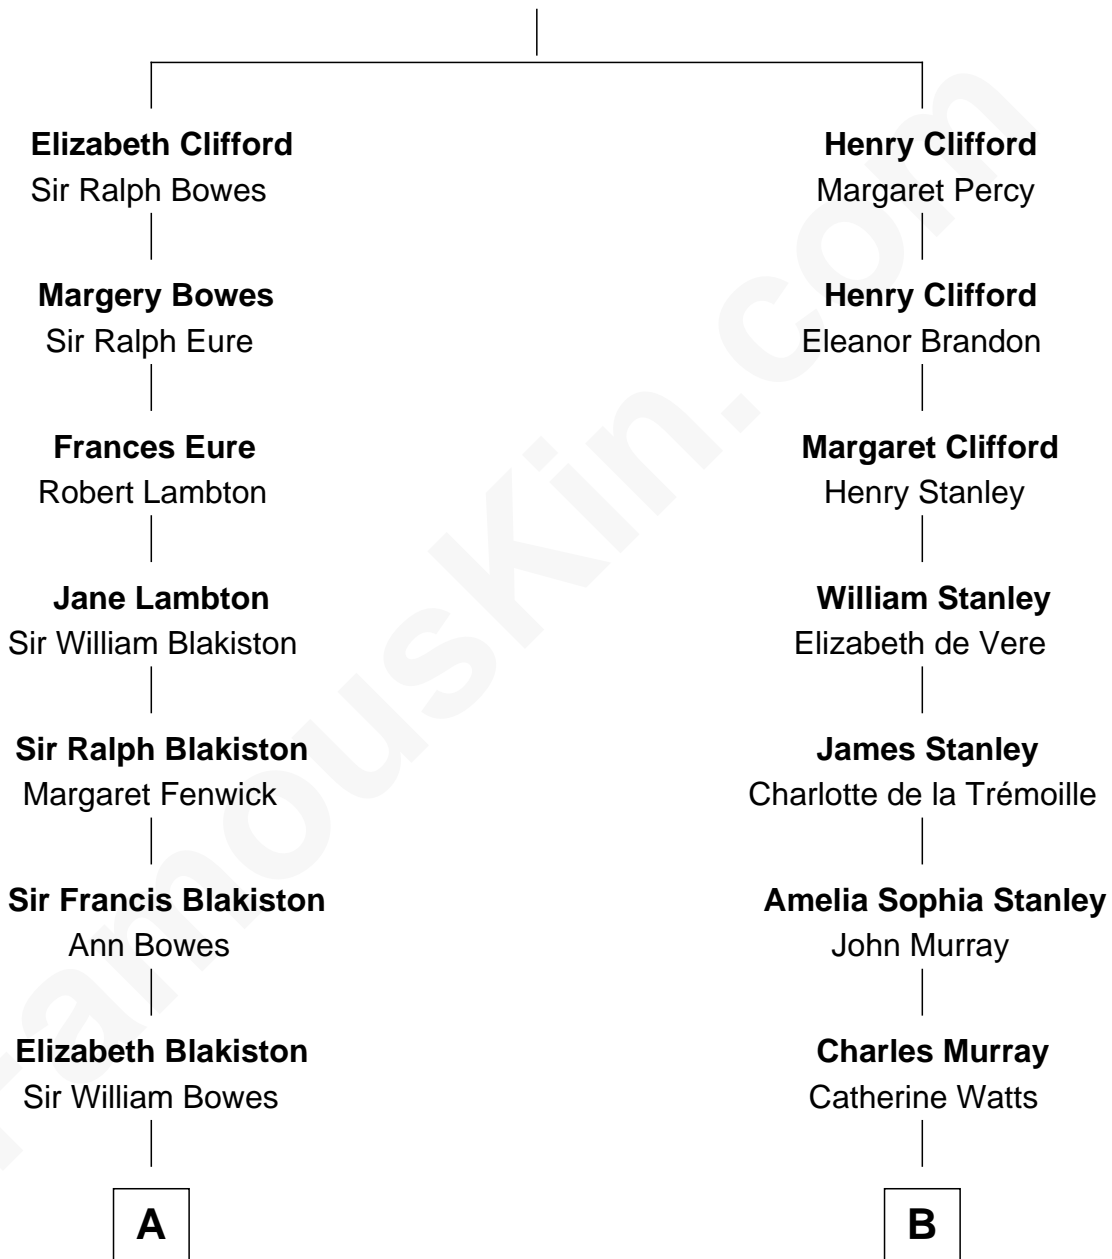 Elizabeth Clifford
Sir Ralph Bowes
Margery Bowes
Sir Ralph Eure
Frances Eure
Robert Lambton
Jane Lambton
Sir William Blakiston
Sir Ralph Blakiston
Margaret Fenwick
Sir Francis Blakiston
Ann Bowes
Elizabeth Blakiston
Sir William Bowes
A
Henry Clifford
Margaret Percy
Henry Clifford
Eleanor Brandon
Margaret Clifford
Henry Stanley
William Stanley
Elizabeth de Vere
James Stanley
Charlotte de la Trémoille
Amelia Sophia Stanley
John Murray
Charles Murray
Catherine Watts
B
FamousKin.com